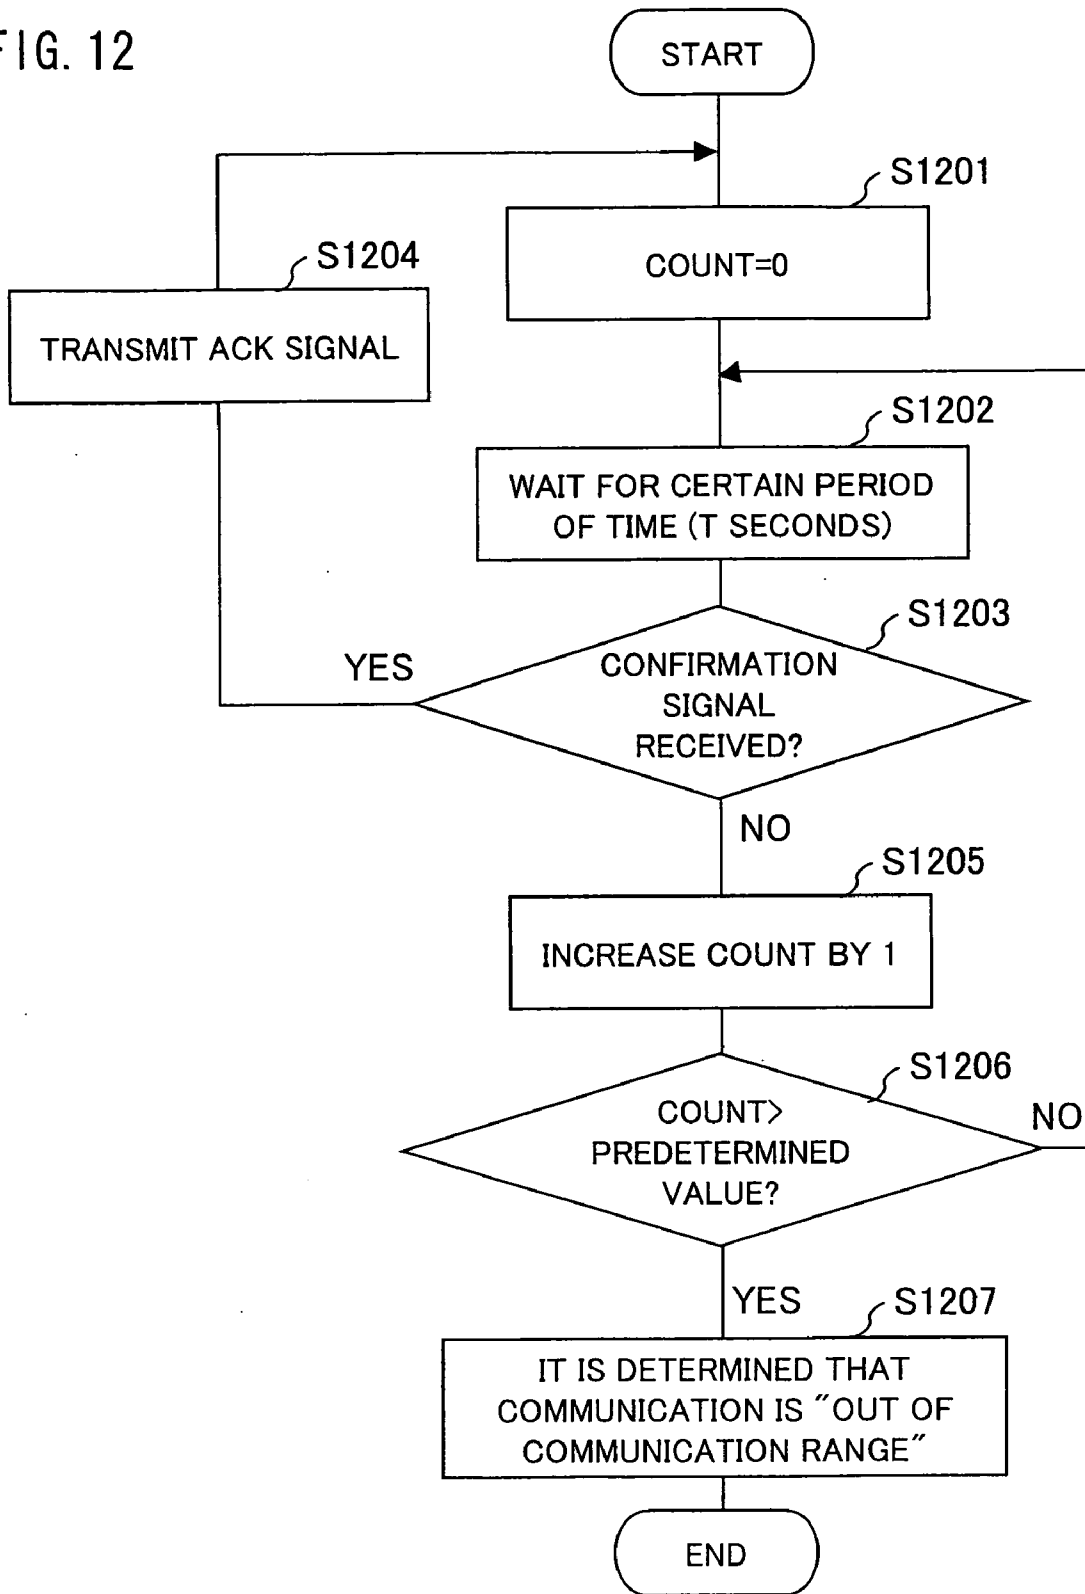 FIG. 12
START
S1201
COUNT=0
S1204
TRANSMIT ACK SIGNAL
S1202
WAIT FOR CERTAIN PERIOD
OF TIME (T SECONDS)
S1203
YES
CONFIRMATION
SIGNAL
RECEIVED?
NO
S1205
INCREASE COUNT BY 1
S1206
COUNT>
PREDETERMINED
VALUE?
NO
YES
S1207
IT IS DETERMINED THAT
COMMUNICATION IS "OUT OF
COMMUNICATION RANGE"
END